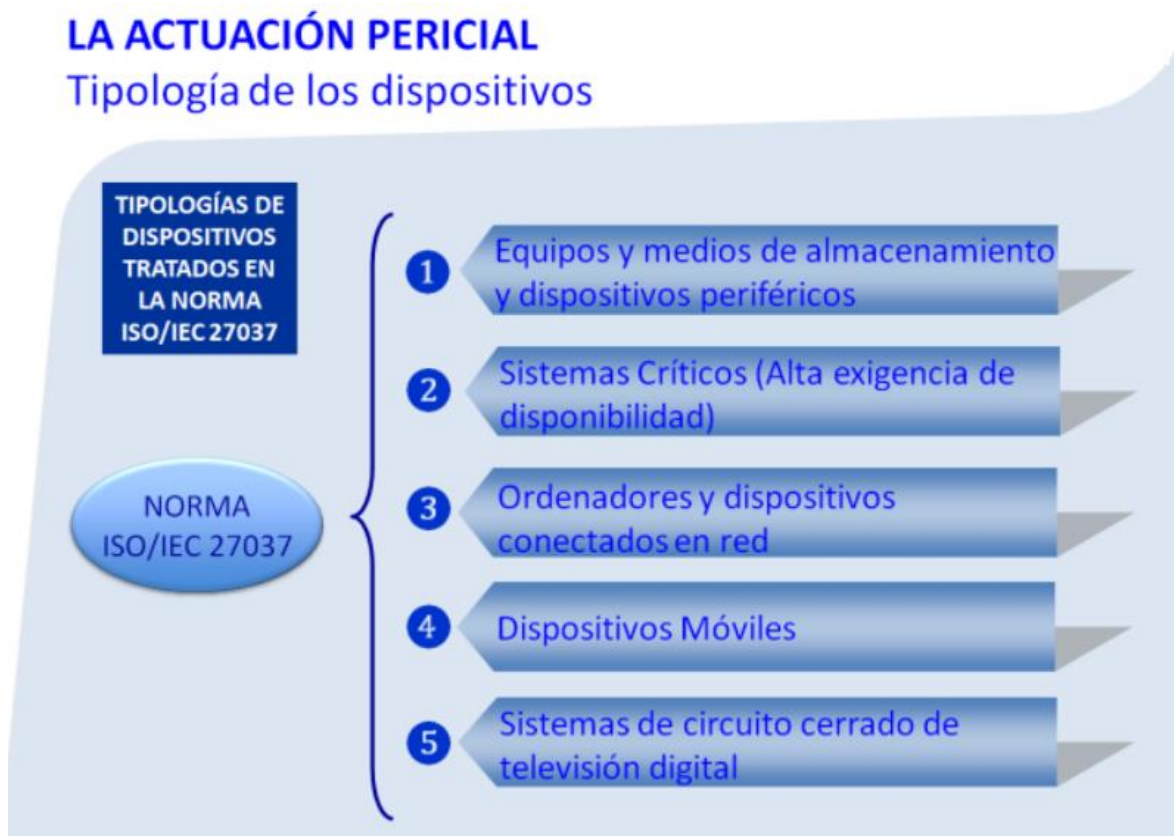 LA ACTUACIÓN PERICIAL
Tipología de los dispositivos
TIPOLOGÍAS DE
DISPOSITIVOS
TRATADOS EN
LA NORMA
ISO/IEC 27037
NORMA
ISO/IEC 27037
1
Equipos y medios de almacenamiento
y dispositivos periféricos
2
Sistemas Críticos (Alta exigencia de
disponibilidad)
3
Ordenadores y dispositivos
conectados en red
4
Dispositivos Móviles
5
Sistemas de circuito cerrado de
televisión digital